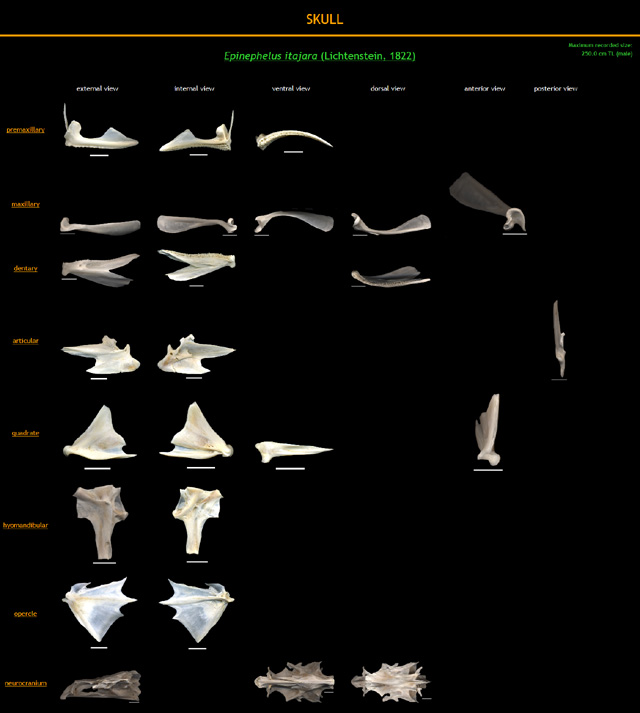 SKULL
Epinephelus itajara (Lichtenstein, 1822)
Maximum recorded size:
250.0 cm TL (male)
external view internal view ventral view dorsal view anterior view posterior view
premaxillary
maxillary
dentary
articular
quadrate
hyomandibular
opercle
neurocranium